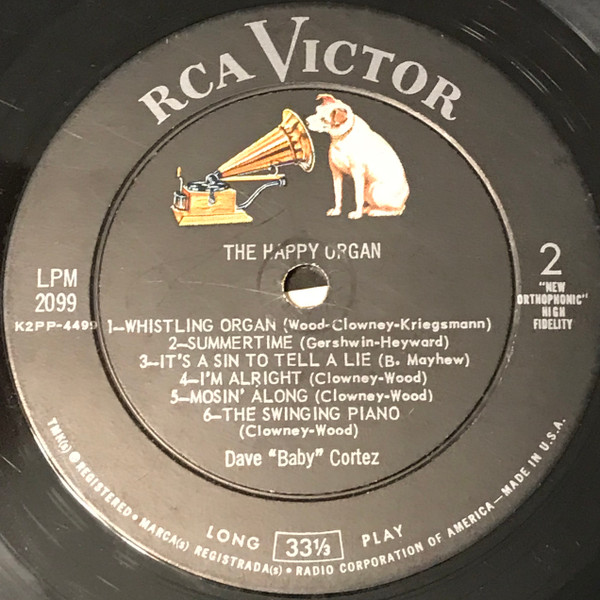 RCA VICTOR
THE HAPPY ORGAN
LPM
2099
K2PP-4499
2
"NEW
ORTHOPHONIC"
HIGH
FIDELITY
1—WHISTLING ORGAN (Wood-Clowney-Kriegsmann)
2—SUMMERTIME (Gershwin-Heyward)
3—IT'S A SIN TO TELL A LIE (B. Mayhew)
4—I'M ALRIGHT (Clowney-Wood)
5—MOSIN' ALONG (Clowney-Wood)
6—THE SWINGING PIANO
(Clowney-Wood)
Dave "Baby" Cortez
LONG 33⅓ PLAY
TMK(s) ® REGISTERED • MARCA(s) REGISTRADA(s) • RADIO CORPORATION OF AMERICA—MADE IN U.S.A.